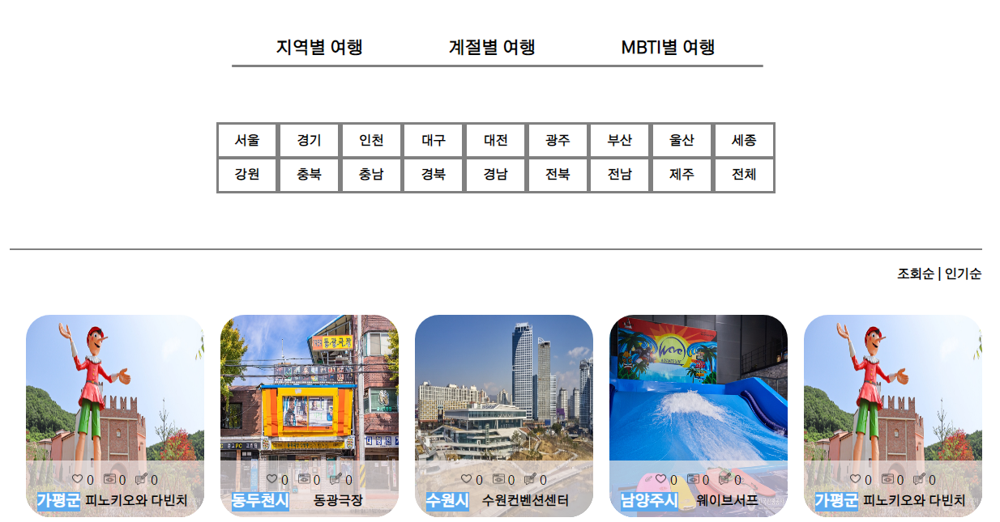 지역별 여행 계절별 여행 MBTI별 여행
서울 경기 인천 대구 대전 광주 부산 울산 세종
강원 충북 충남 경북 경남 전북 전남 제주 전체
조회순 | 인기순
동광극장
0 0 0
가평군 피노키오와 다빈치
0 0 0
동두천시 동광극장
0 0 0
수원시 수원컨벤션센터
0 0 0
남양주시 웨이브서프
0 0 0
가평군 피노키오와 다빈치